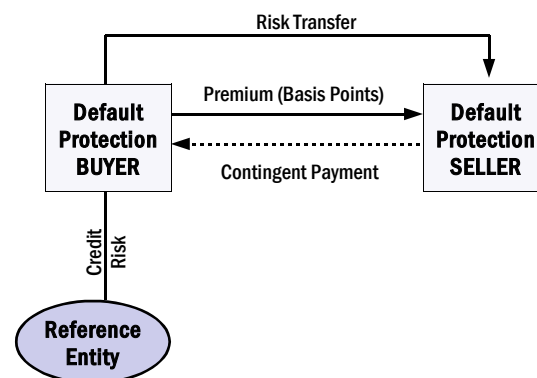 Risk Transfer
Premium (Basis Points)
Default
Protection
BUYER
Default
Protection
SELLER
Contingent Payment
Credit
Risk
Reference
Entity